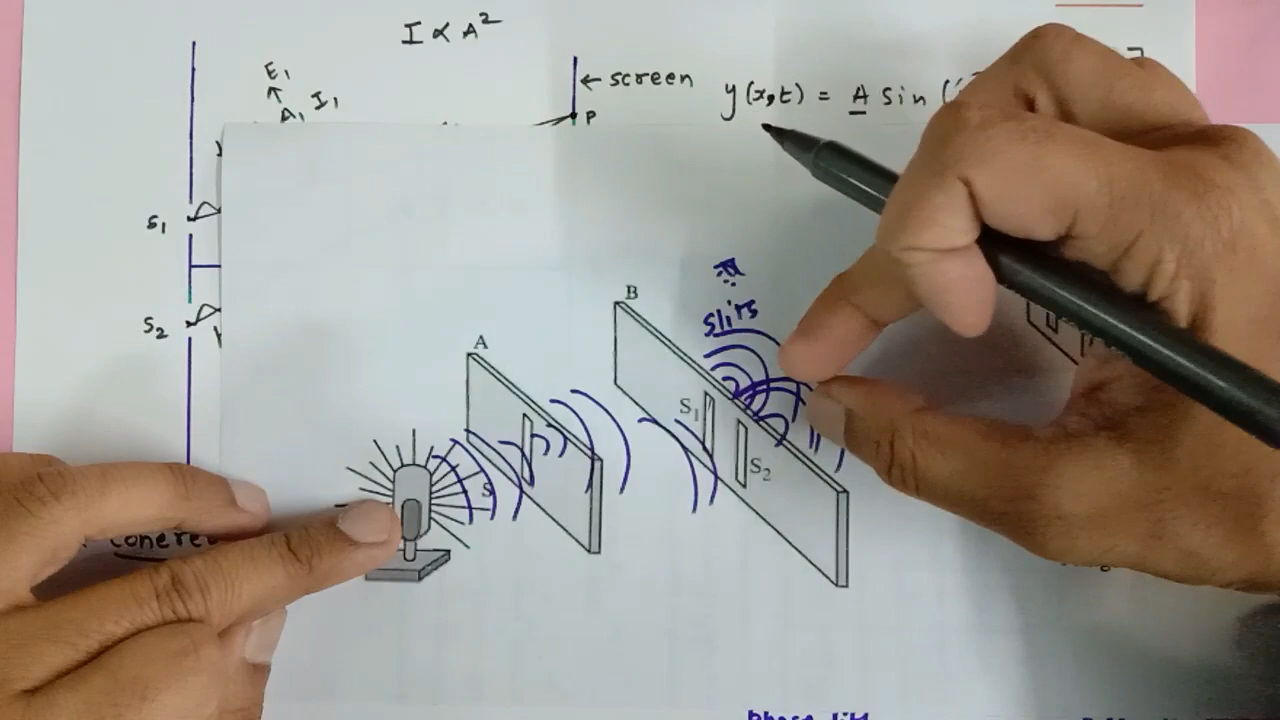 I ∝ A²
E₁
A₁ I₁
← screen
P
y(x,t) = A sin (
S₁
S₂
B
slits
A
S₁
S₂
S